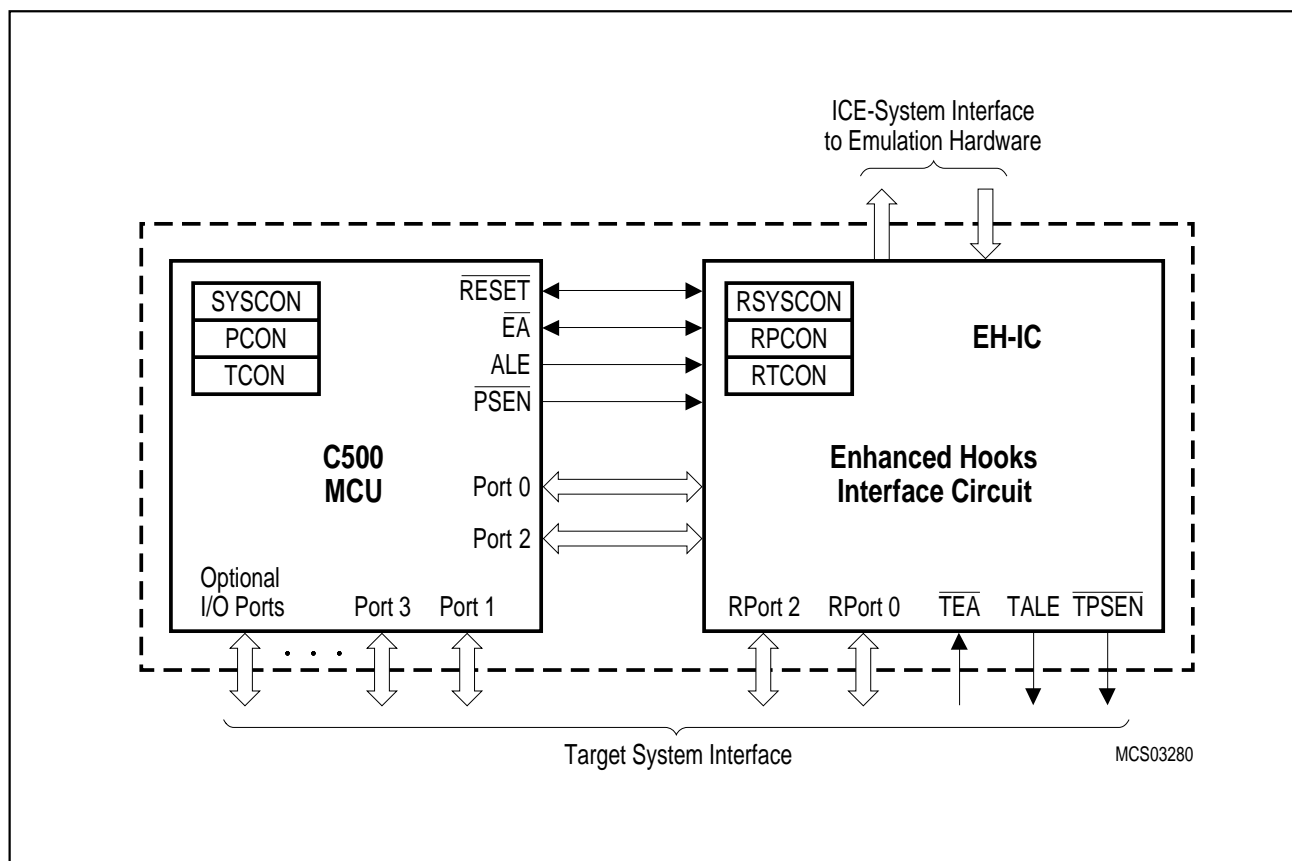 ICE-System Interface
to Emulation Hardware
SYSCON
PCON
TCON
RESET
EA
ALE
PSEN
RSYSCON
RPCON
RTCON
EH-IC
C500
MCU
Port 0
Port 2
Enhanced Hooks
Interface Circuit
Optional
I/O Ports
. . .
Port 3
Port 1
RPort 2
RPort 0
TEA
TALE
TPSEN
Target System Interface
MCS03280